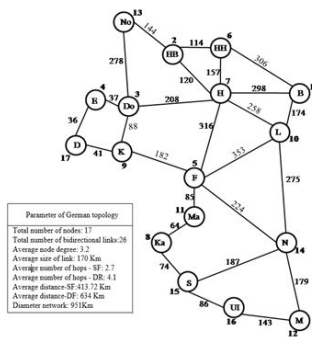 13
No
144
2
HB
114
6
HH
306
278
120
157
7
H
298
B
1
4
E
37
3
Do
208
258
174
36
88
316
L
10
D
17
41
K
9
182
353
5
F
275
85
224
11
Ma
8
64
Ka
74
187
N
14
S
15
86
UI
16
143
179
M
12
Parameter of German topology
Total number of nodes: 17
Total number of bidirectional links:26
Average node degree: 3.2
Average size of link: 170 Km
Average number of hops - SF: 2.7
Average number of hops - DR: 4.1
Average distance-SF:413.72 Km
Average distance-DF: 634 Km
Diameter network: 951Km